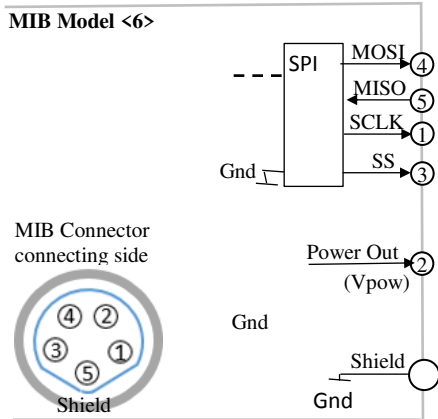 MIB Model <6>
SPI
MOSI
4
MISO
5
SCLK
1
SS
3
Gnd
MIB Connector
connecting side
Power Out
2
(Vpow)
4 2
Gnd
3 1
5
Shield
Shield
Gnd